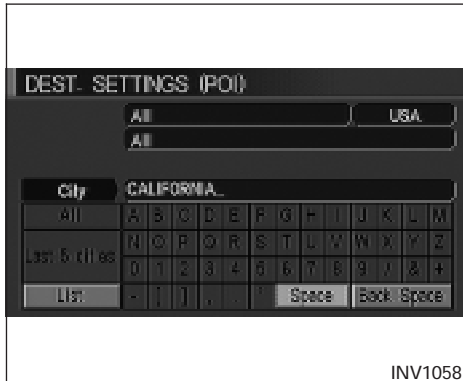 DEST- SETTINGS (POI)
All USA
All
City CALIFORNIA_
All A B C D E F G H I J K L M
Last 5 cities N O P Q R S T U V W X Y Z
0 1 2 3 4 5 6 7 8 9 / & +
List - [ ] , . ' Space Back Space
INV1058